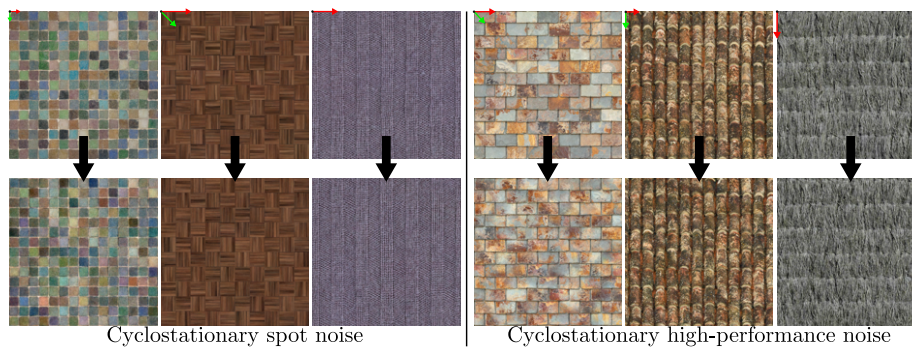 Cyclostationary spot noise
Cyclostationary high-performance noise